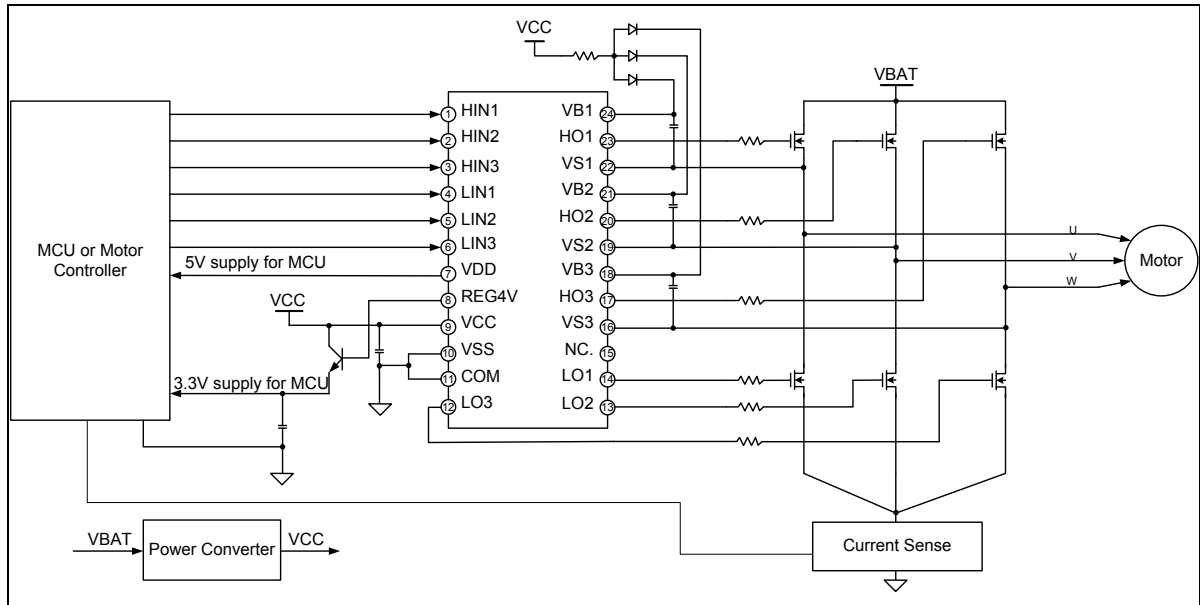 VCC
VBAT
MCU or Motor
Controller
HIN1
HIN2
HIN3
LIN1
LIN2
LIN3
VDD
REG4V
VCC
VSS
COM
LO3
1
2
3
4
5
6
7
8
9
10
11
12
VB1
HO1
VS1
VB2
HO2
VS2
VB3
HO3
VS3
NC.
LO1
LO2
24
23
22
21
20
19
18
17
16
15
14
13
5V supply for MCU
VCC
3.3V supply for MCU
U
V
W
Motor
VBAT
Power Converter
VCC
Current Sense